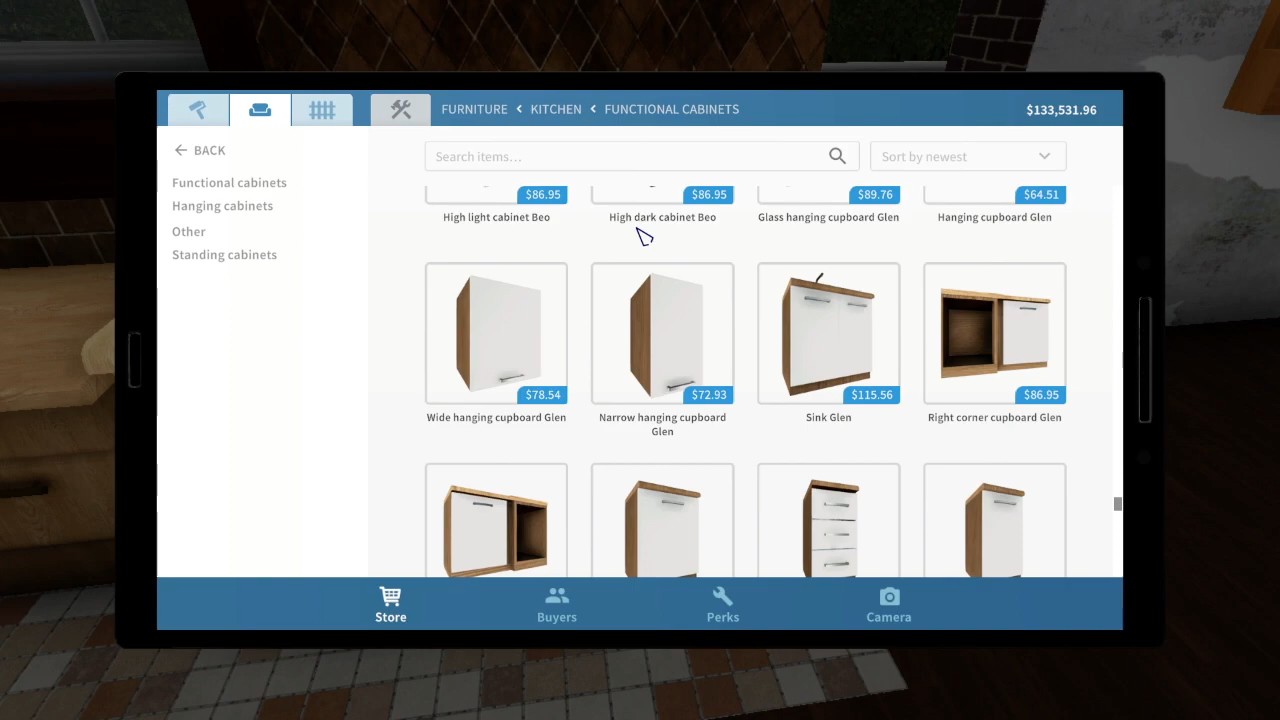 FURNITURE < KITCHEN < FUNCTIONAL CABINETS
$133,531.96
BACK
Functional cabinets
Hanging cabinets
Other
Standing cabinets
Search items...
Sort by newest
$86.95
$86.95
$89.76
$64.51
High light cabinet Beo
High dark cabinet Beo
Glass hanging cupboard Glen
Hanging cupboard Glen
$78.54
$72.93
$115.56
$86.95
Wide hanging cupboard Glen
Narrow hanging cupboard
Glen
Sink Glen
Right corner cupboard Glen
Store
Buyers
Perks
Camera